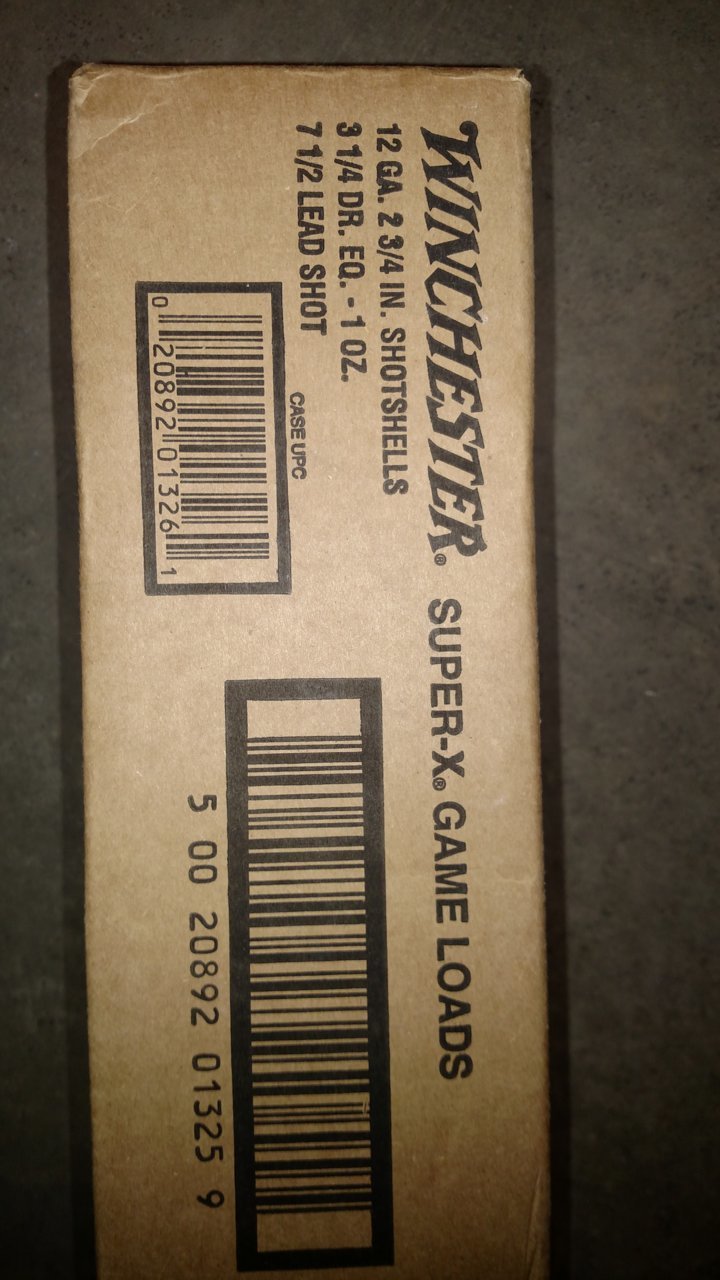 WINCHESTER® SUPER-X® GAME LOADS
12 GA. 2 3/4 IN. SHOTSHELLS
3 1/4 DR. EQ. - 1 OZ.
7 1/2 LEAD SHOT
CASE UPC
0 20892 01326 1
5 00 20892 01325 9